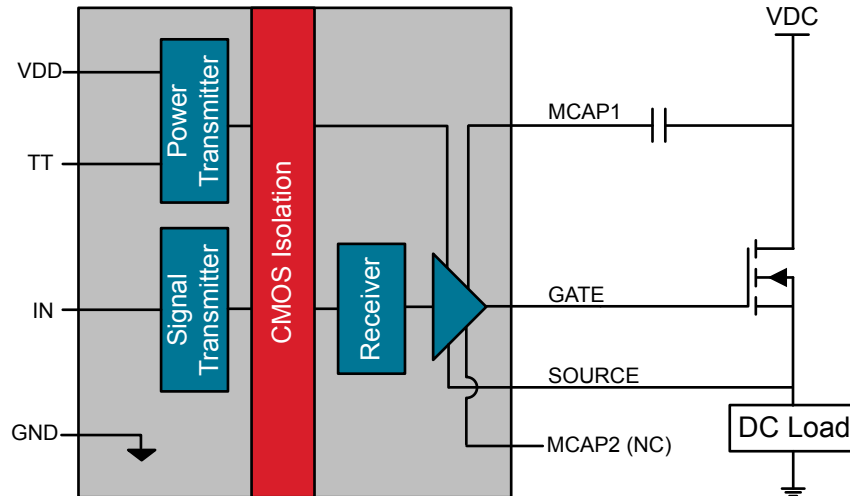 VDC
VDD
TT
IN
GND
Power
Transmitter
Signal
Transmitter
CMOS Isolation
Receiver
MCAP1
GATE
SOURCE
MCAP2 (NC)
DC Load